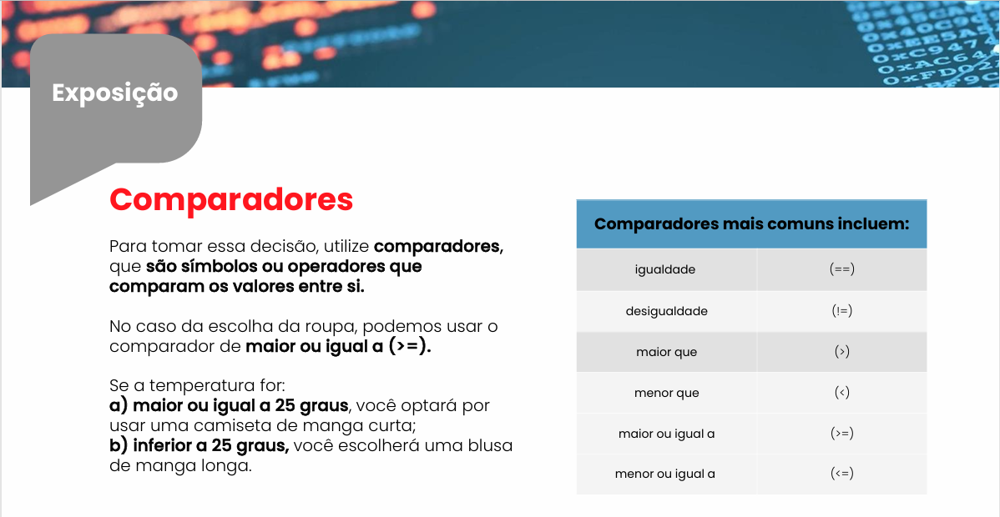 Exposição
Comparadores
Para tomar essa decisão, utilize comparadores,
que são símbolos ou operadores que
comparam os valores entre si.
No caso da escolha da roupa, podemos usar o
comparador de maior ou igual a (>=).
Se a temperatura for:
a) maior ou igual a 25 graus, você optará por
usar uma camiseta de manga curta;
b) inferior a 25 graus, você escolherá uma blusa
de manga longa.
Comparadores mais comuns incluem:
igualdade (==)
desigualdade (!=)
maior que (>)
menor que (<)
maior ou igual a (>=)
menor ou igual a (<=)